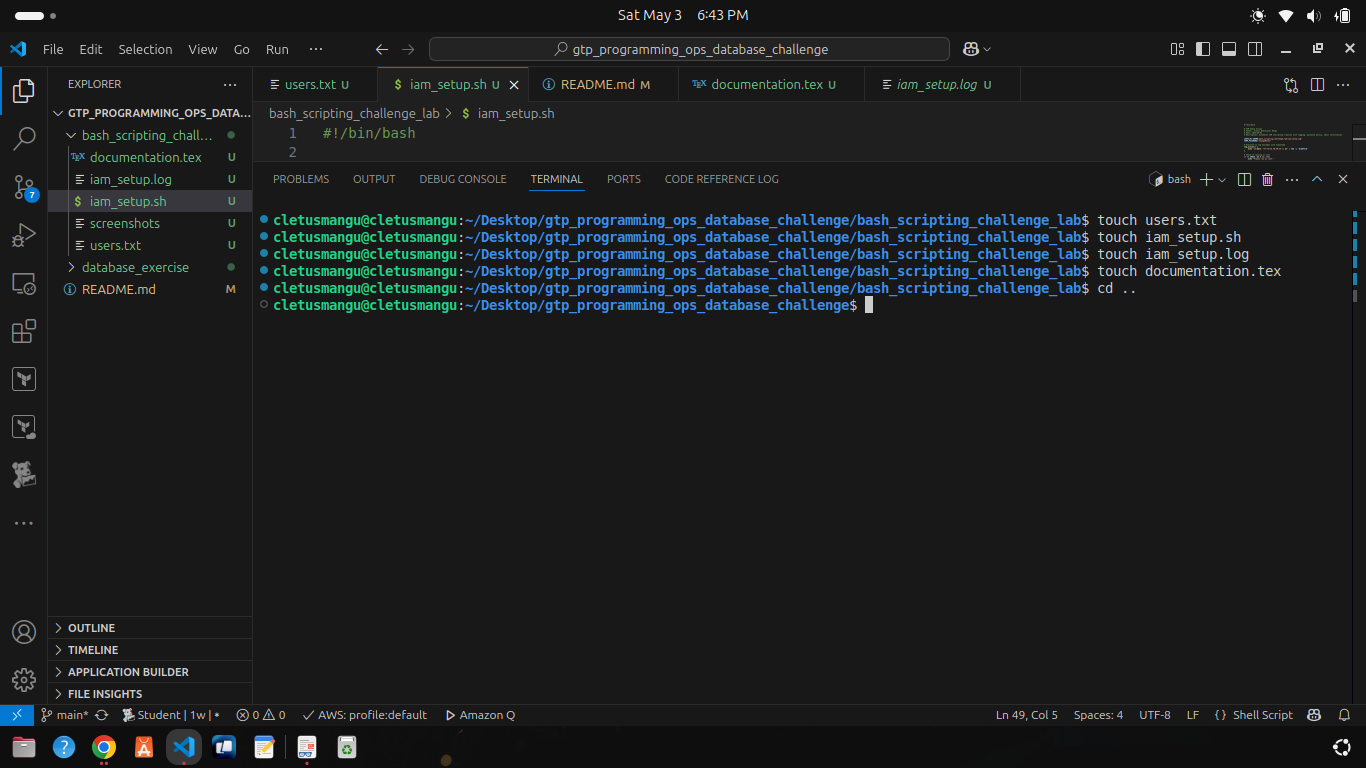 Sat May 3 6:43 PM
File Edit Selection View Go Run ··· gtp_programming_ops_database_challenge
EXPLORER ···
users.txt U
$ iam_setup.sh U
README.md M
documentation.tex U
iam_setup.log U
GTP_PROGRAMMING_OPS_DATA...
bash_scripting_challenge_lab > $ iam_setup.sh
bash_scripting_chall...
documentation.tex U
iam_setup.log U
$ iam_setup.sh U
screenshots U
users.txt U
database_exercise
README.md M
7
1 #!/bin/bash
2
PROBLEMS OUTPUT DEBUG CONSOLE TERMINAL PORTS CODE REFERENCE LOG bash
cletusmangu@cletusmangu:~/Desktop/gtp_programming_ops_database_challenge/bash_scripting_challenge_lab$ touch users.txt
cletusmangu@cletusmangu:~/Desktop/gtp_programming_ops_database_challenge/bash_scripting_challenge_lab$ touch iam_setup.sh
cletusmangu@cletusmangu:~/Desktop/gtp_programming_ops_database_challenge/bash_scripting_challenge_lab$ touch iam_setup.log
cletusmangu@cletusmangu:~/Desktop/gtp_programming_ops_database_challenge/bash_scripting_challenge_lab$ touch documentation.tex
cletusmangu@cletusmangu:~/Desktop/gtp_programming_ops_database_challenge/bash_scripting_challenge_lab$ cd ..
cletusmangu@cletusmangu:~/Desktop/gtp_programming_ops_database_challenge$
OUTLINE
TIMELINE
APPLICATION BUILDER
FILE INSIGHTS
main* Student | 1w | • 0 0 AWS: profile:default Amazon Q Ln 49, Col 5 Spaces: 4 UTF-8 LF {} Shell Script